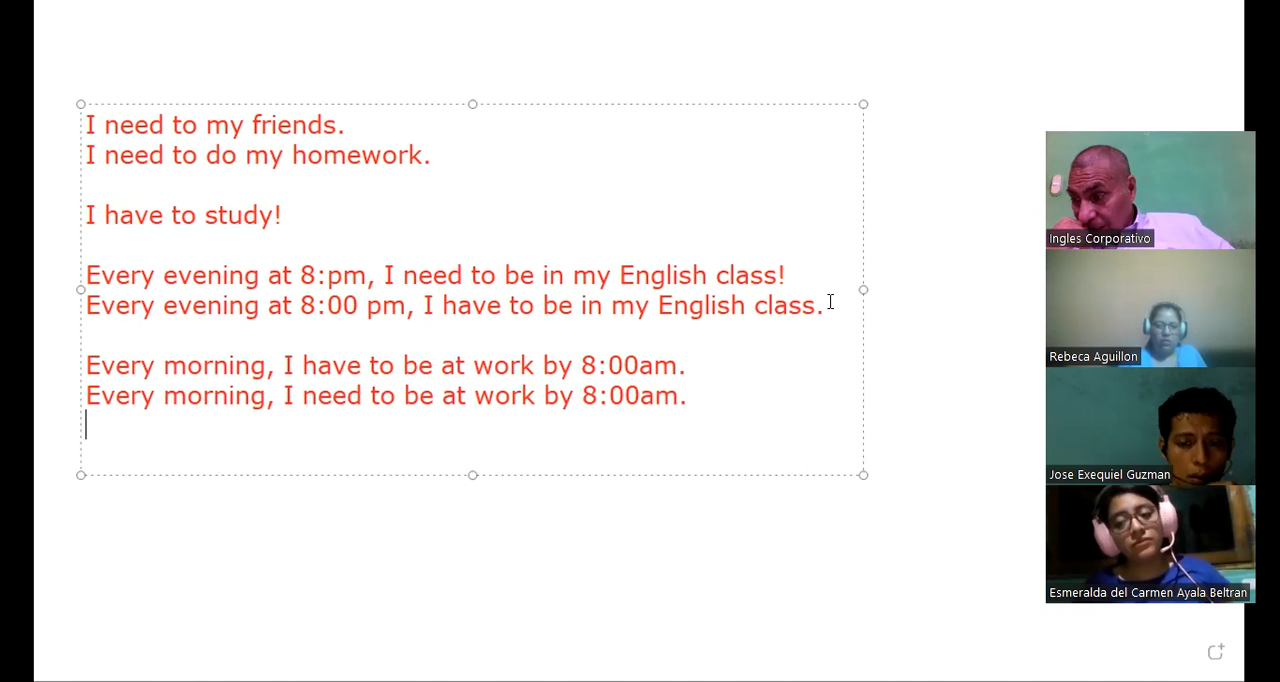 I need to my friends.
I need to do my homework.
I have to study!
Every evening at 8:pm, I need to be in my English class!
Every evening at 8:00 pm, I have to be in my English class.
Every morning, I have to be at work by 8:00am.
Every morning, I need to be at work by 8:00am.
Ingles Corporativo
Rebeca Aguillon
Jose Exequiel Guzman
Esmeralda del Carmen Ayala Beltran